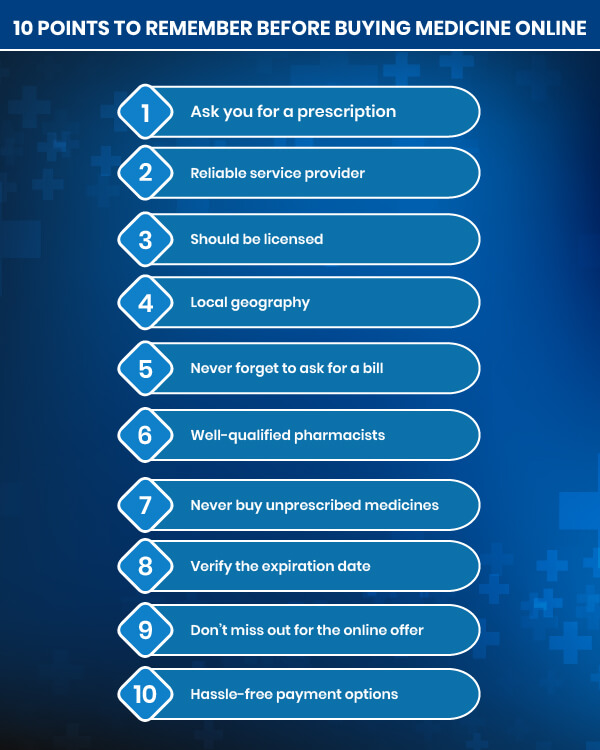 10 POINTS TO REMEMBER BEFORE BUYING MEDICINE ONLINE
1 Ask you for a prescription
2 Reliable service provider
3 Should be licensed
4 Local geography
5 Never forget to ask for a bill
6 Well-qualified pharmacists
7 Never buy unprescribed medicines
8 Verify the expiration date
9 Don't miss out for the online offer
10 Hassle-free payment options